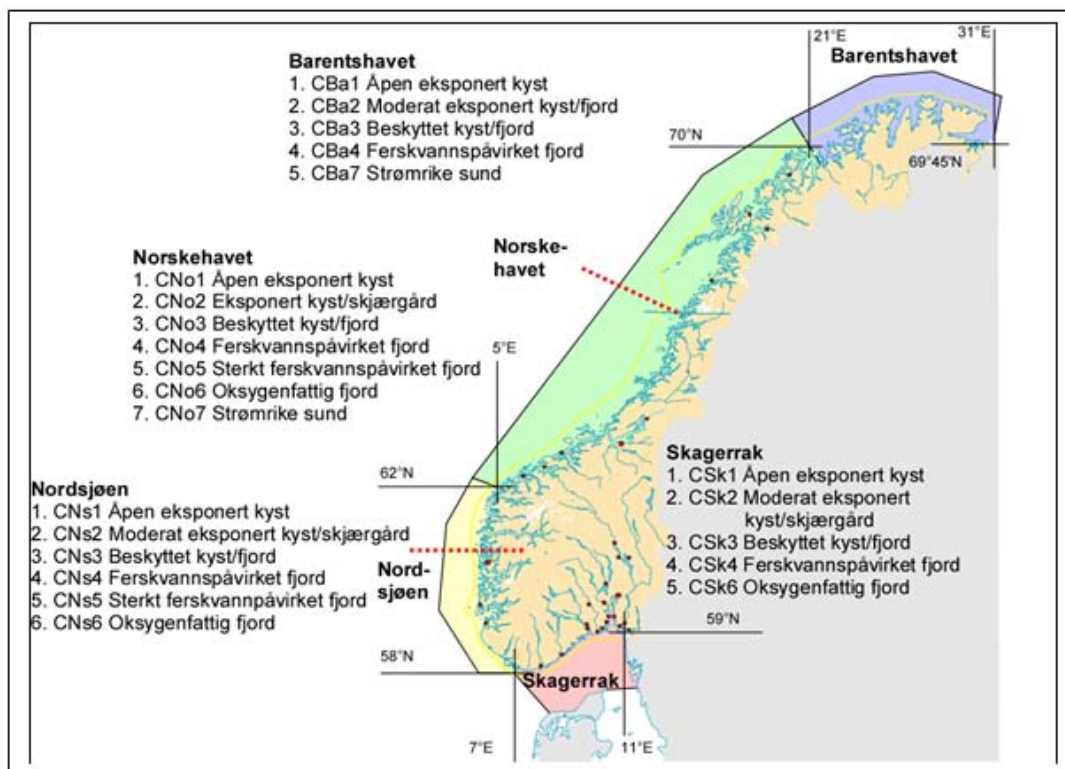 21°E
31°E
Barentshavet
Barentshavet
1. CBa1 Åpen eksponert kyst
2. CBa2 Moderat eksponert kyst/fjord
3. CBa3 Beskyttet kyst/fjord
4. CBa4 Ferskvannspåvirket fjord
5. CBa7 Strømrike sund
70°N
69°45'N
Norske-
havet
Norskehavet
1. CNo1 Åpen eksponert kyst
2. CNo2 Eksponert kyst/skjærgård
3. CNo3 Beskyttet kyst/fjord
4. CNo4 Ferskvannspåvirket fjord
5. CNo5 Sterkt ferskvannspåvirket fjord
6. CNo6 Oksygenfattig fjord
7. CNo7 Strømrike sund
5°E
62°N
Nordsjøen
1. CNs1 Åpen eksponert kyst
2. CNs2 Moderat eksponert kyst/skjærgård
3. CNs3 Beskyttet kyst/fjord
4. CNs4 Ferskvannspåvirket fjord
5. CNs5 Sterkt ferskvannpåvirket fjord
6. CNs6 Oksygenfattig fjord
Nord-
sjøen
Skagerrak
1. CSk1 Åpen eksponert kyst
2. CSk2 Moderat eksponert
kyst/skjærgård
3. CSk3 Beskyttet kyst/fjord
4. CSk4 Ferskvannspåvirket fjord
5. CSk6 Oksygenfattig fjord
59°N
58°N
Skagerrak
7°E
11°E